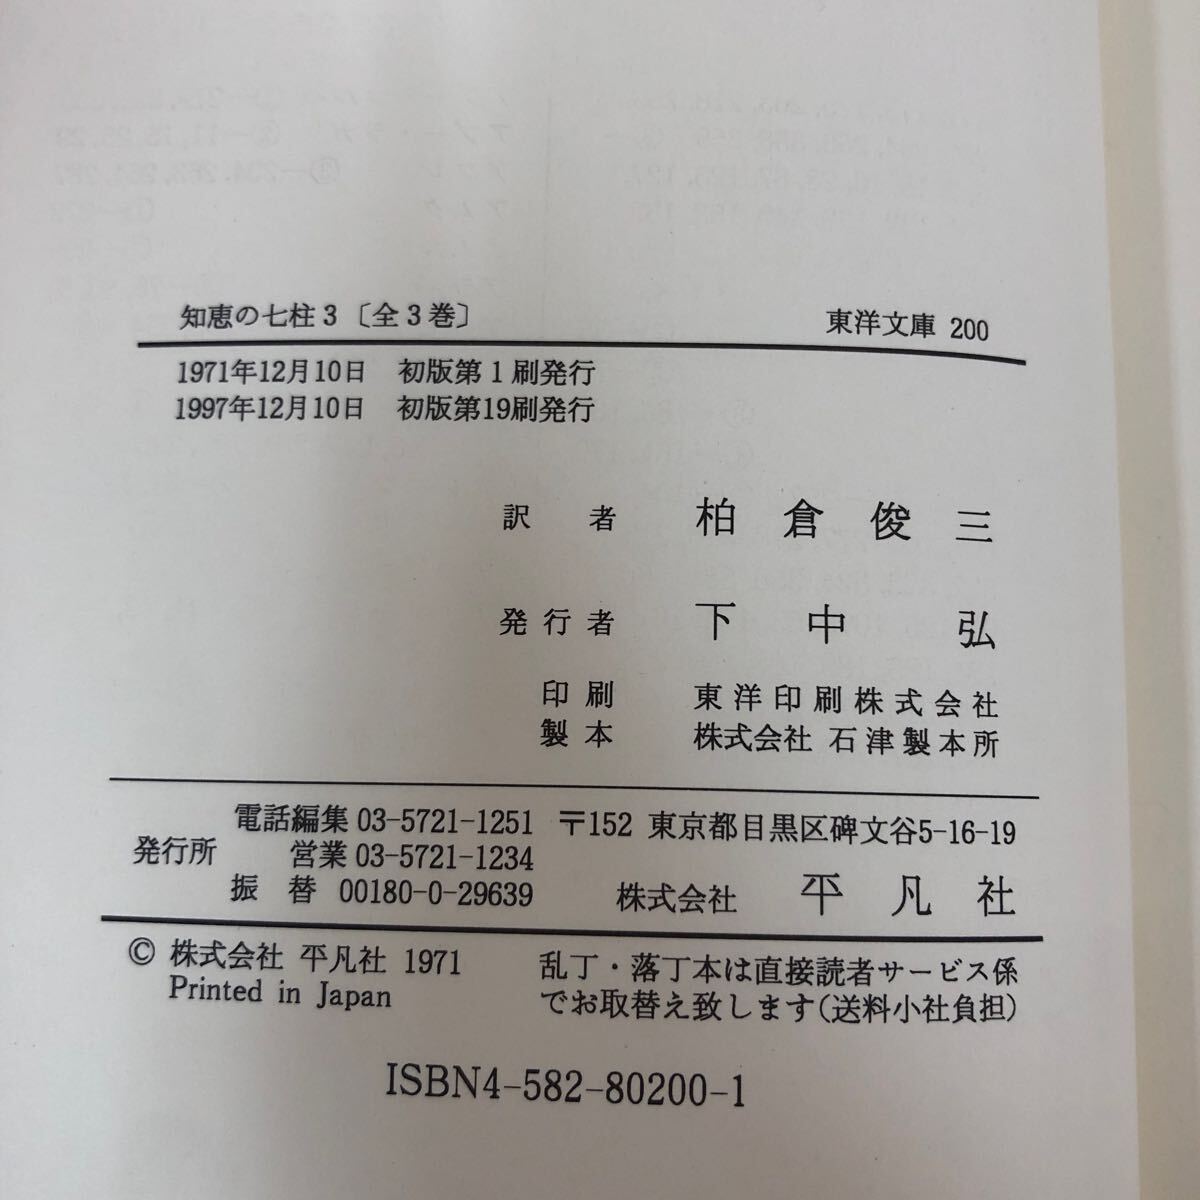 知恵の七柱3〔全3巻〕
東洋文庫 200
1971年12月10日 初版第1刷発行
1997年12月10日 初版第19刷発行
訳者 柏倉俊三
発行者 下中弘
印刷 東洋印刷株式会社
製本 株式会社 石津製本所
電話編集 03-5721-1251 〒152 東京都目黒区碑文谷5-16-19
発行所 営業 03-5721-1234
振替 00180-0-29639 株式会社 平凡社
© 株式会社 平凡社 1971
Printed in Japan
乱丁・落丁本は直接読者サービス係
でお取替え致します(送料小社負担)
ISBN4-582-80200-1